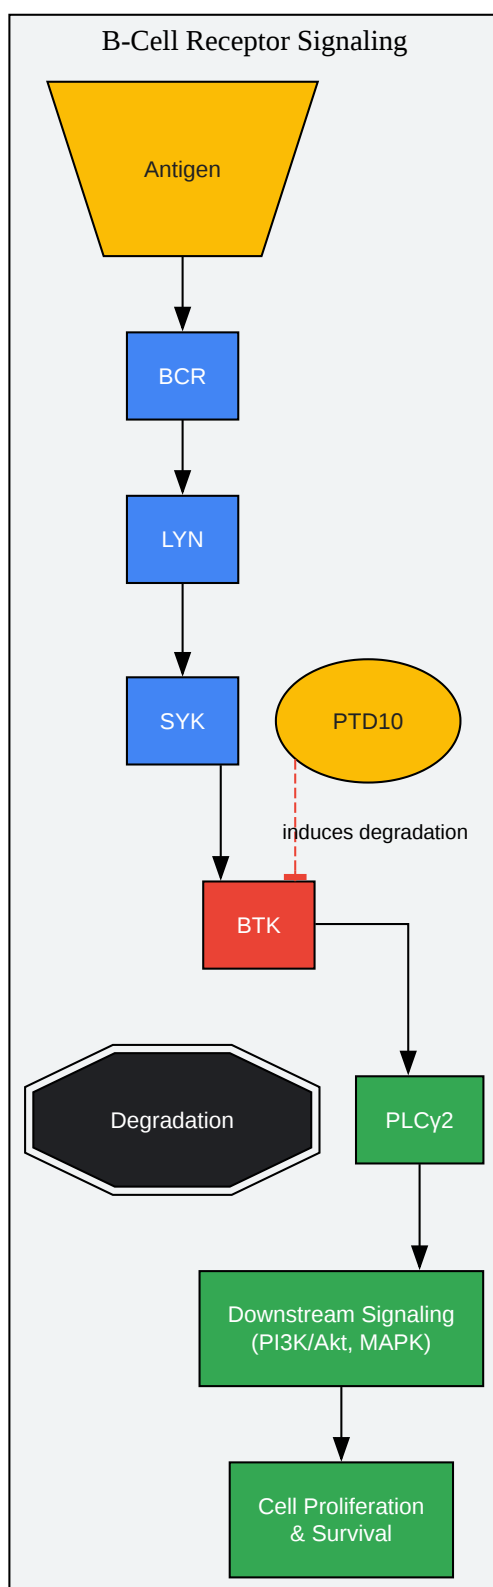 B-Cell Receptor Signaling
Antigen
BCR
LYN
SYK
PTD10
induces degradation
BTK
Degradation
PLCγ2
Downstream Signaling
(PI3K/Akt, MAPK)
Cell Proliferation
& Survival